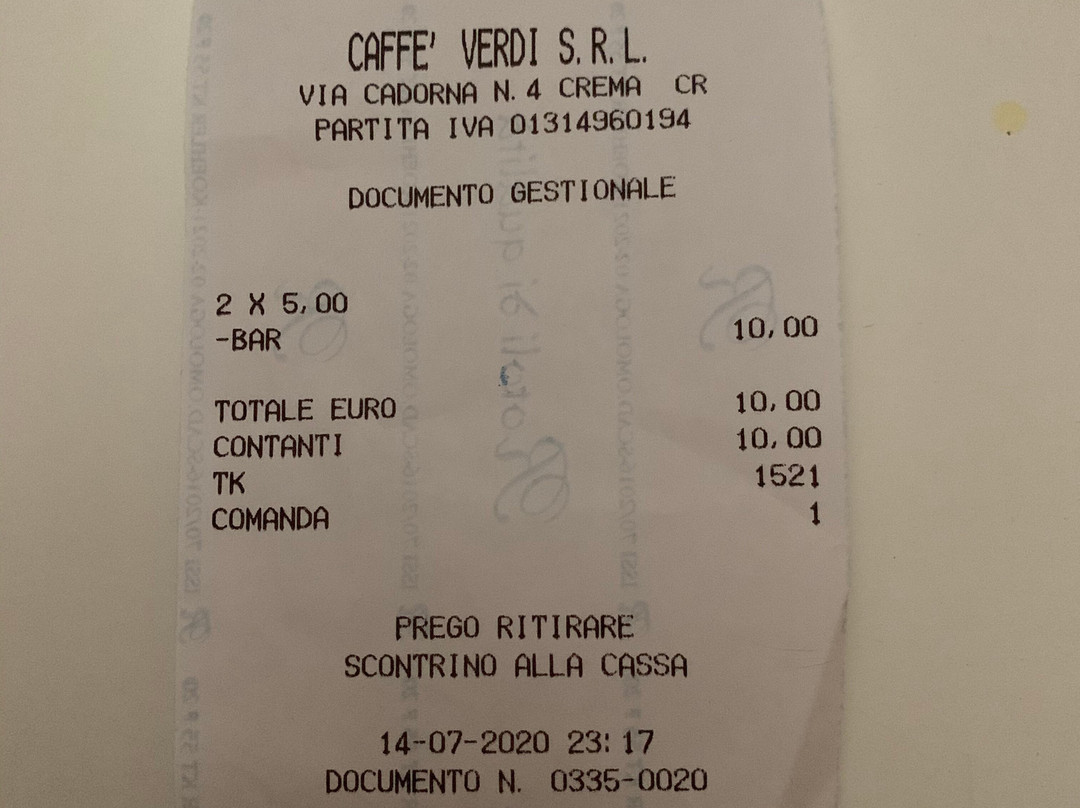 CAFFE' VERDI S.R.L.
VIA CADORNA N.4 CREMA CR
PARTITA IVA 01314960194
DOCUMENTO GESTIONALE
2 X 5,00
-BAR 10,00
TOTALE EURO 10,00
CONTANTI 10,00
TK 1521
COMANDA 1
PREGO RITIRARE
SCONTRINO ALLA CASSA
14-07-2020 23:17
DOCUMENTO N. 0335-0020